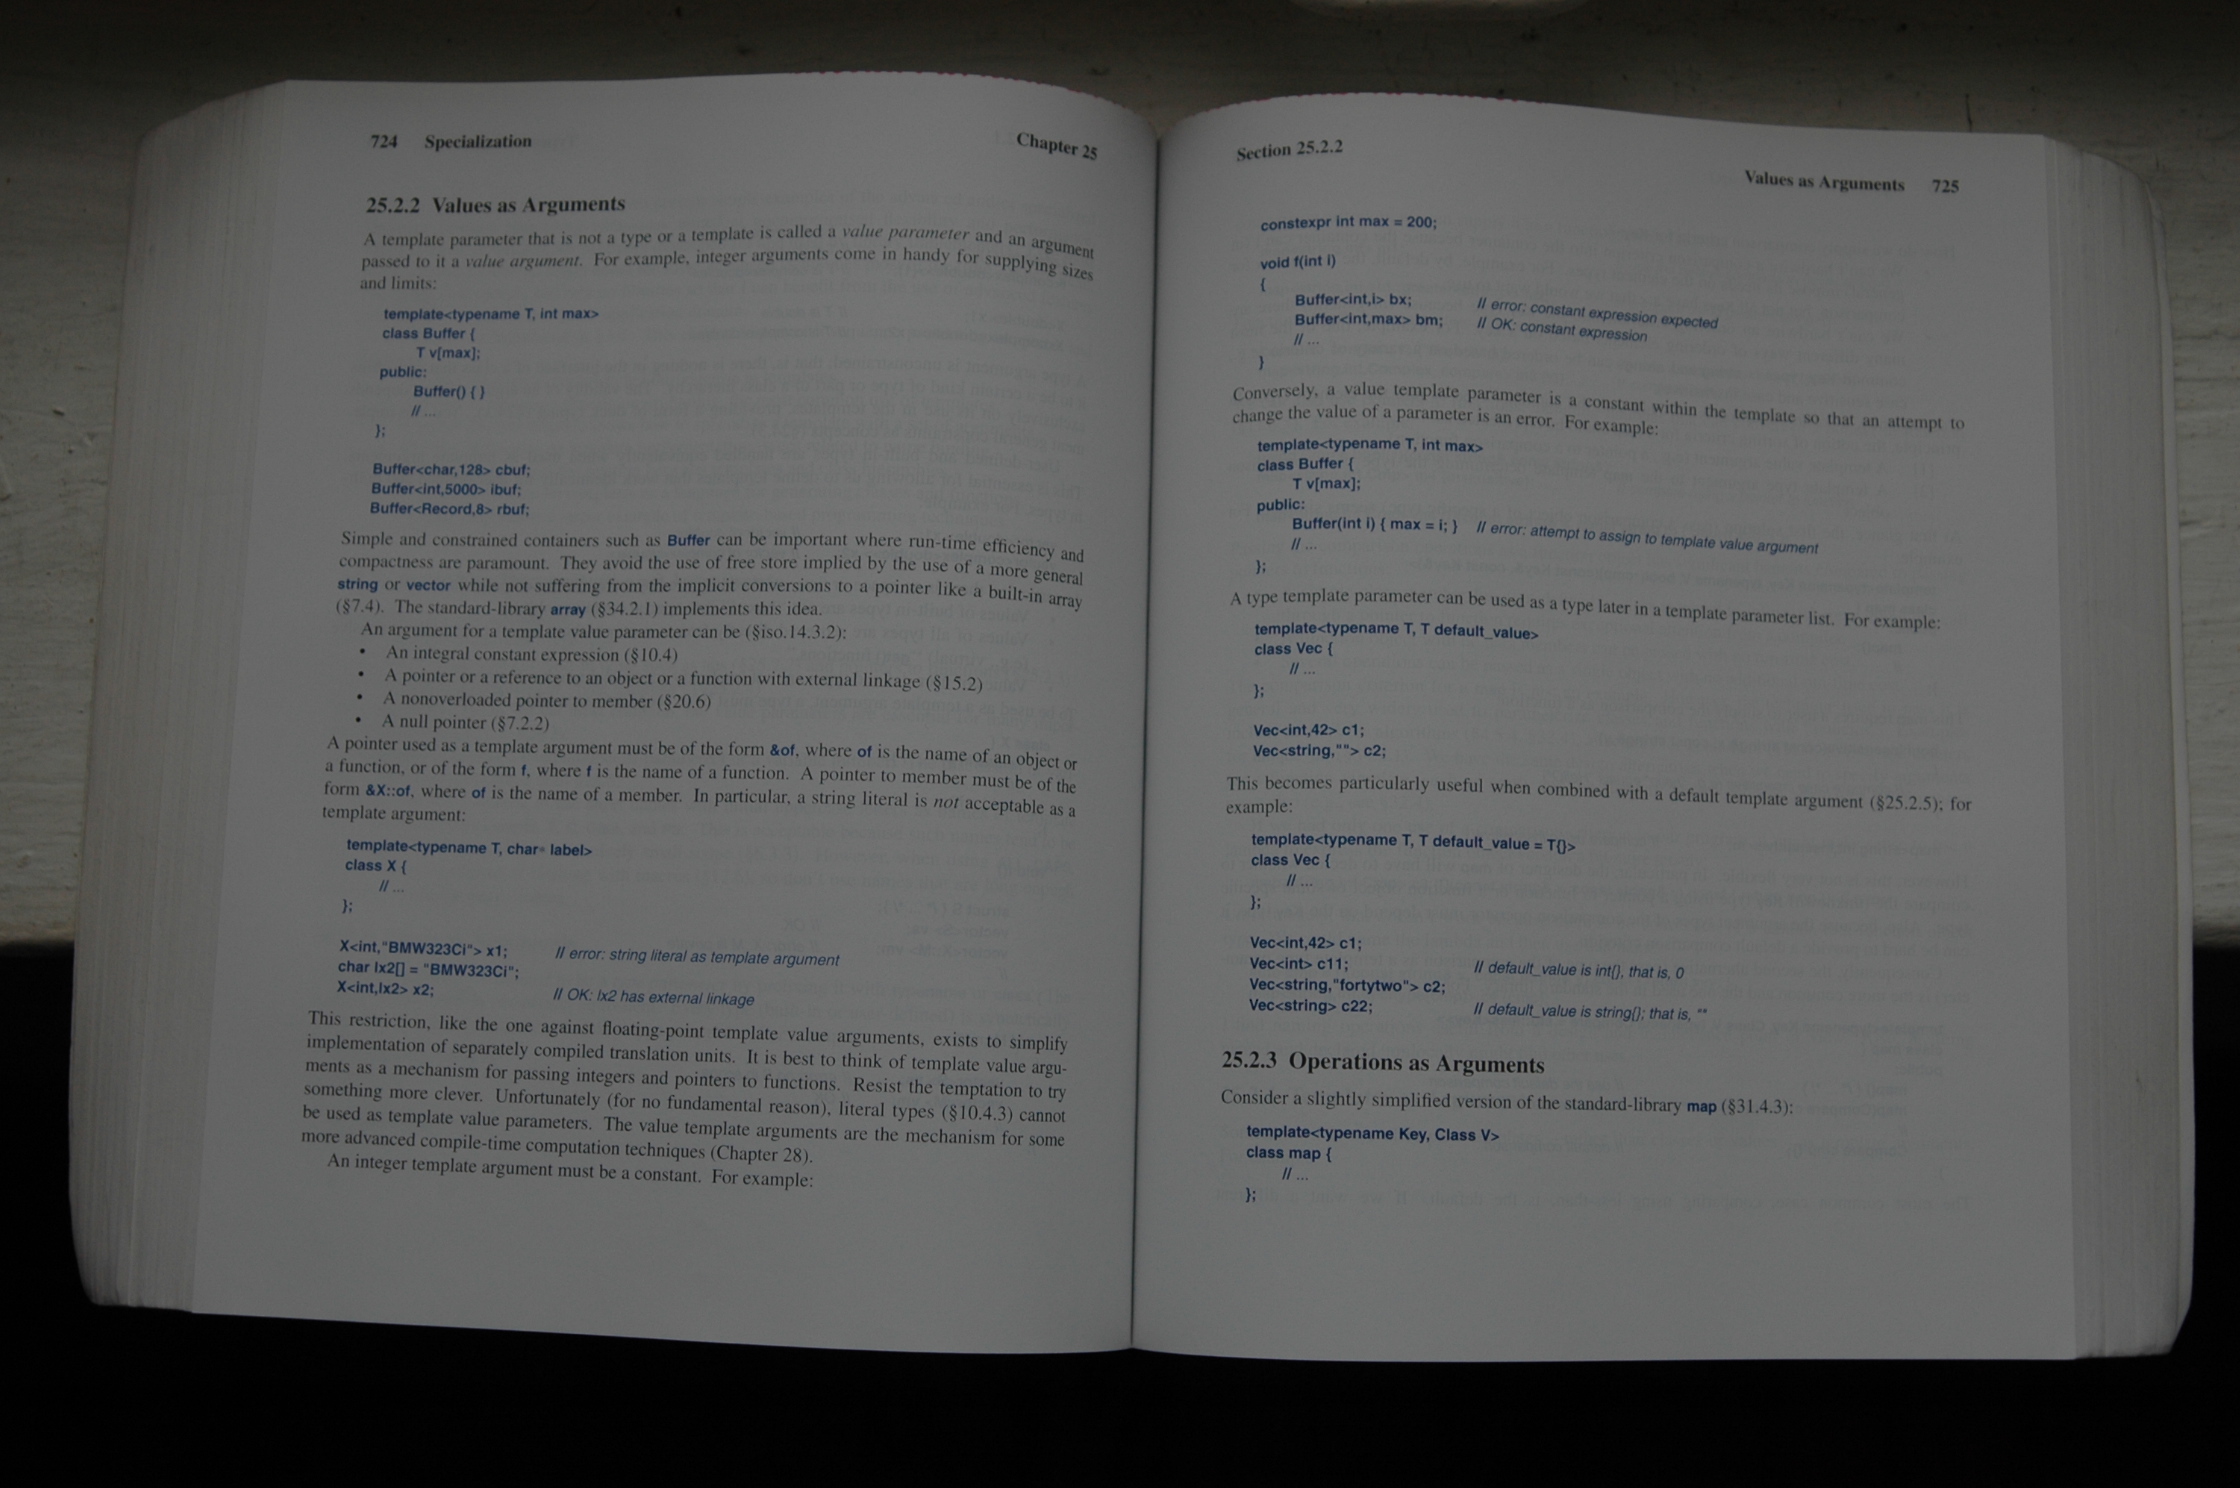 724 Specialization Chapter 25
25.2.2 Values as Arguments
A template parameter that is not a type or a template is called a value parameter and an argument
passed to it a value argument. For example, integer arguments come in handy for supplying sizes
and limits:
template<typename T, int max>
class Buffer {
T v[max];
public:
Buffer() { }
// ...
};
Buffer<char,128> cbuf;
Buffer<int,5000> ibuf;
Buffer<Record,8> rbuf;
Simple and constrained containers such as Buffer can be important where run-time efficiency and
compactness are paramount. They avoid the use of free store implied by the use of a more general
string or vector while not suffering from the implicit conversions to a pointer like a built-in array
(§7.4). The standard-library array (§34.2.1) implements this idea.
An argument for a template value parameter can be (§iso.14.3.2):
• An integral constant expression (§10.4)
• A pointer or a reference to an object or a function with external linkage (§15.2)
• A nonoverloaded pointer to member (§20.6)
• A null pointer (§7.2.2)
A pointer used as a template argument must be of the form &of, where of is the name of an object or
a function, or of the form f, where f is the name of a function. A pointer to member must be of the
form &X::of, where of is the name of a member. In particular, a string literal is not acceptable as a
template argument:
template<typename T, char* label>
class X {
// ...
};
X<int,"BMW323Ci"> x1; // error: string literal as template argument
char lx2[] = "BMW323Ci";
X<int,lx2> x2; // OK: lx2 has external linkage
This restriction, like the one against floating-point template value arguments, exists to simplify
implementation of separately compiled translation units. It is best to think of template value argu-
ments as a mechanism for passing integers and pointers to functions. Resist the temptation to try
something more clever. Unfortunately (for no fundamental reason), literal types (§10.4.3) cannot
be used as template value parameters. The value template arguments are the mechanism for some
more advanced compile-time computation techniques (Chapter 28).
An integer template argument must be a constant. For example:
Section 25.2.2 Values as Arguments 725
constexpr int max = 200;
void f(int i)
{
Buffer<int,i> bx; // error: constant expression expected
Buffer<int,max> bm; // OK: constant expression
// ...
}
Conversely, a value template parameter is a constant within the template so that an attempt to
change the value of a parameter is an error. For example:
template<typename T, int max>
class Buffer {
T v[max];
public:
Buffer(int i) { max = i; } // error: attempt to assign to template value argument
// ...
};
A type template parameter can be used as a type later in a template parameter list. For example:
template<typename T, T default_value>
class Vec {
// ...
};
Vec<int,42> c1;
Vec<string,""> c2;
This becomes particularly useful when combined with a default template argument (§25.2.5); for
example:
template<typename T, T default_value = T{}>
class Vec {
// ...
};
Vec<int,42> c1;
Vec<int> c11; // default_value is int{}, that is, 0
Vec<string,"fortytwo"> c2;
Vec<string> c22; // default_value is string{}; that is, ""
25.2.3 Operations as Arguments
Consider a slightly simplified version of the standard-library map (§31.4.3):
template<typename Key, Class V>
class map {
// ...
};